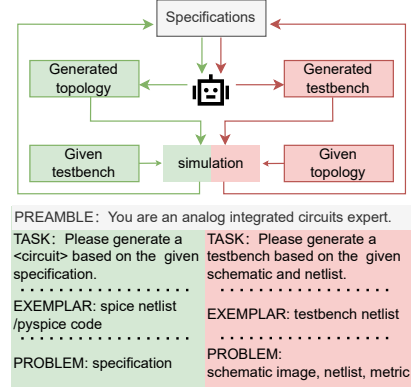 Specifications
Generated
topology
Generated
testbench
Given
testbench
simulation
Given
topology
PREAMBLE: You are an analog integrated circuits expert.
TASK: Please generate a
<circuit> based on the given
specification.
EXEMPLAR: spice netlist
/pyspice code
PROBLEM: specification
TASK: Please generate a
testbench based on the given
schematic and netlist.
EXEMPLAR: testbench netlist
PROBLEM:
schematic image, netlist, metric